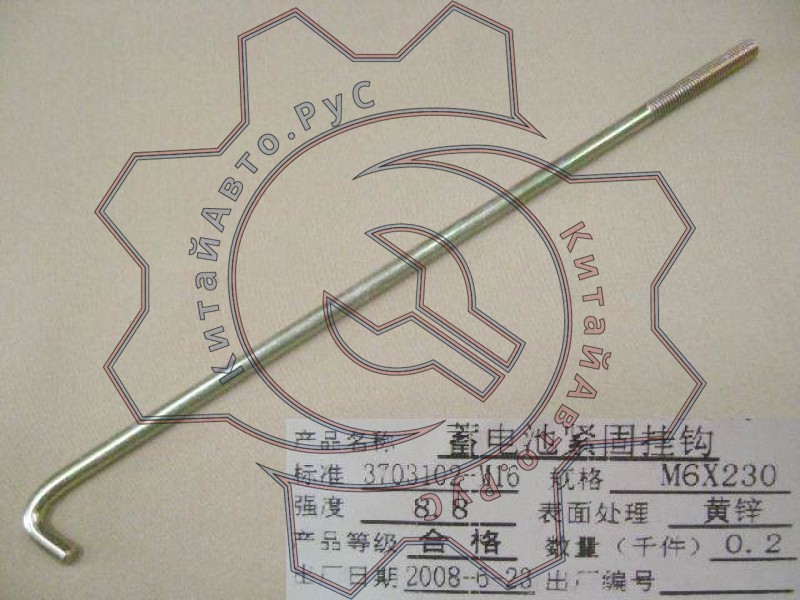 КитайАвто.РуС
КитайАвто.РуС
产品名称 蓄电池紧固挂钩
标准 3703102-M16 规格 M6X230
强度 8.8 表面处理 黄锌
产品等级 合格 数量（千件） 0.2
出厂日期 2008-6-23 出厂编号